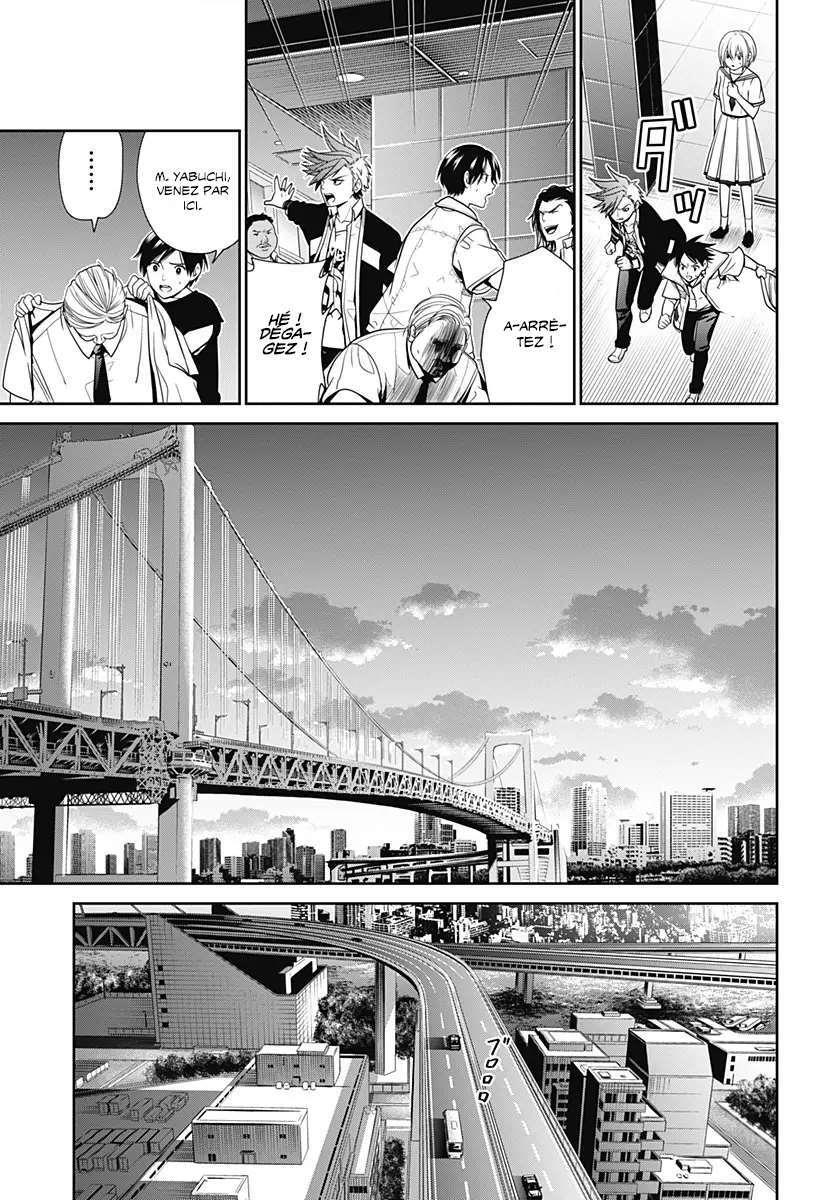 ダッ
A-ARRÊ-
TEZ !
HÉ !
DÉGA-
GEZ !
M. YABUCHI,
VENEZ PAR
ICI.
...
ブロロロ